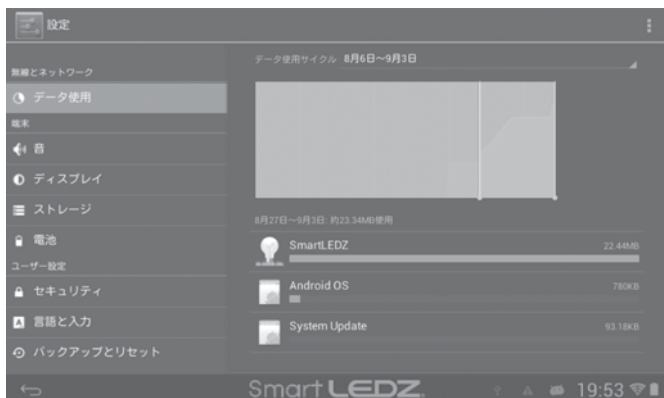 設定
無線とネットワーク
データ使用
端末
音
ディスプレイ
ストレージ
電池
ユーザー設定
セキュリティ
言語と入力
バックアップとリセット
データ使用サイクル 8月6日～9月3日
8月27日～9月3日: 約23.34MB使用
SmartLEDZ 22.44MB
Android OS 780KB
System Update 93.18KB
Smart LEDZ.
19:53